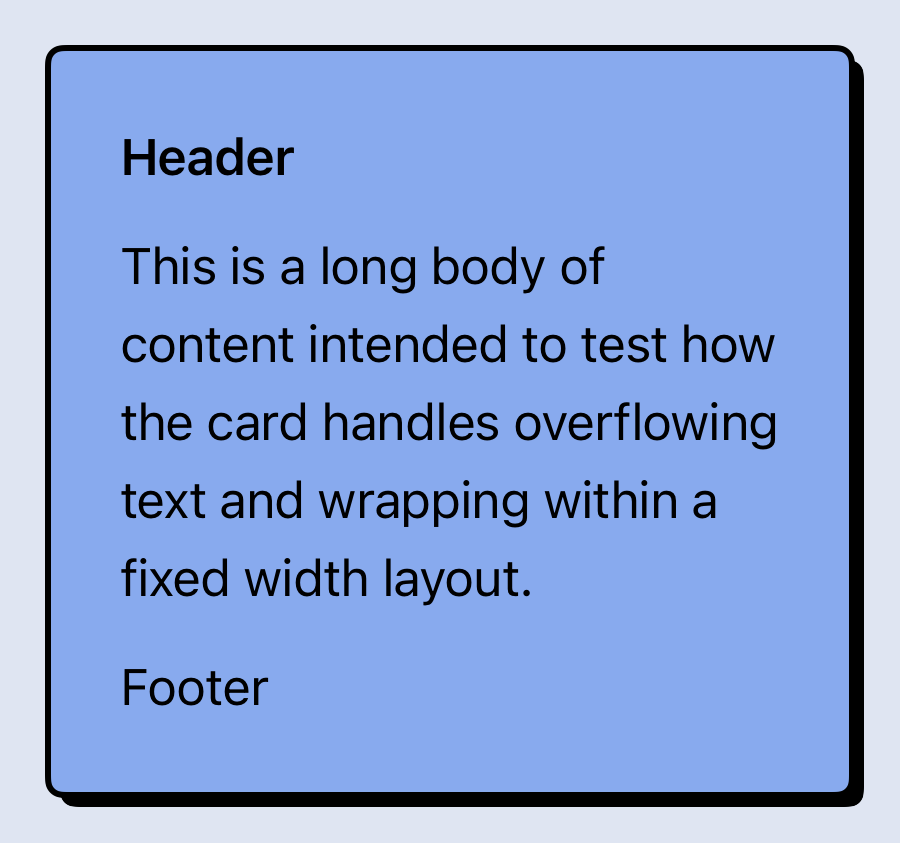 Header
This is a long body of
content intended to test how
the card handles overflowing
text and wrapping within a
fixed width layout.
Footer